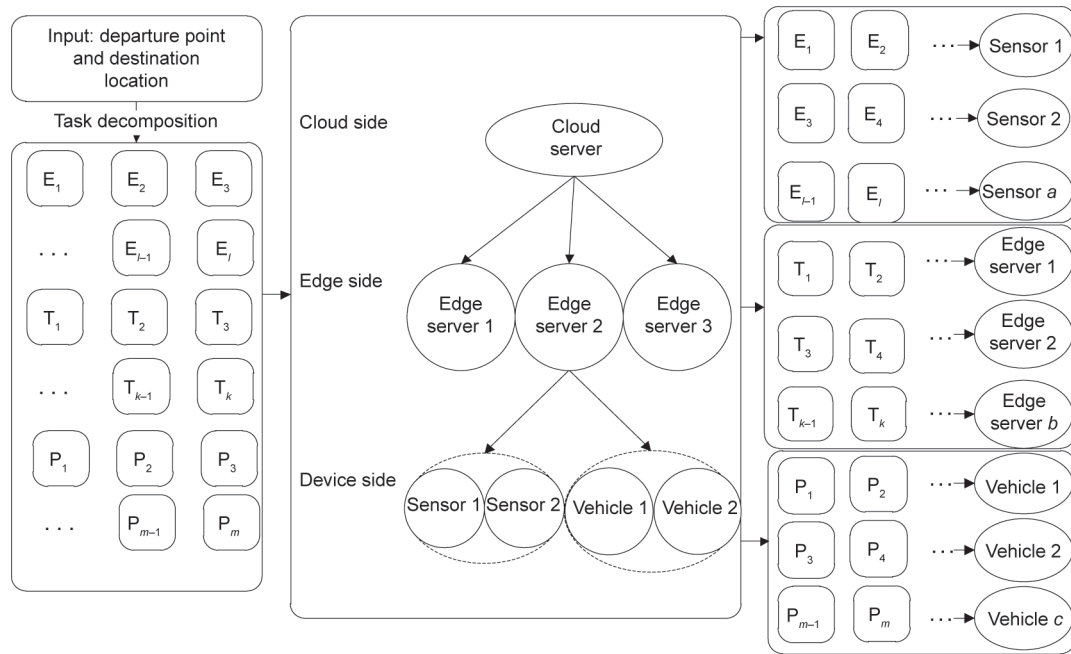 Input: departure point
and destination
location
Task decomposition
E₁ E₂ E₃
... Eₗ₋₁ Eₗ
T₁ T₂ T₃
... Tₖ₋₁ Tₖ
P₁ P₂ P₃
... Pₘ₋₁ Pₘ
Cloud side
Cloud
server
Edge side
Edge
server 1
Edge
server 2
Edge
server 3
Device side
Sensor 1
Sensor 2
Vehicle 1
Vehicle 2
E₁ E₂ ... Sensor 1
E₃ E₄ ... Sensor 2
Eₗ₋₁ Eₗ ... Sensor a
T₁ T₂ ... Edge
server 1
T₃ T₄ ... Edge
server 2
Tₖ₋₁ Tₖ ... Edge
server b
P₁ P₂ ... Vehicle 1
P₃ P₄ ... Vehicle 2
Pₘ₋₁ Pₘ ... Vehicle c